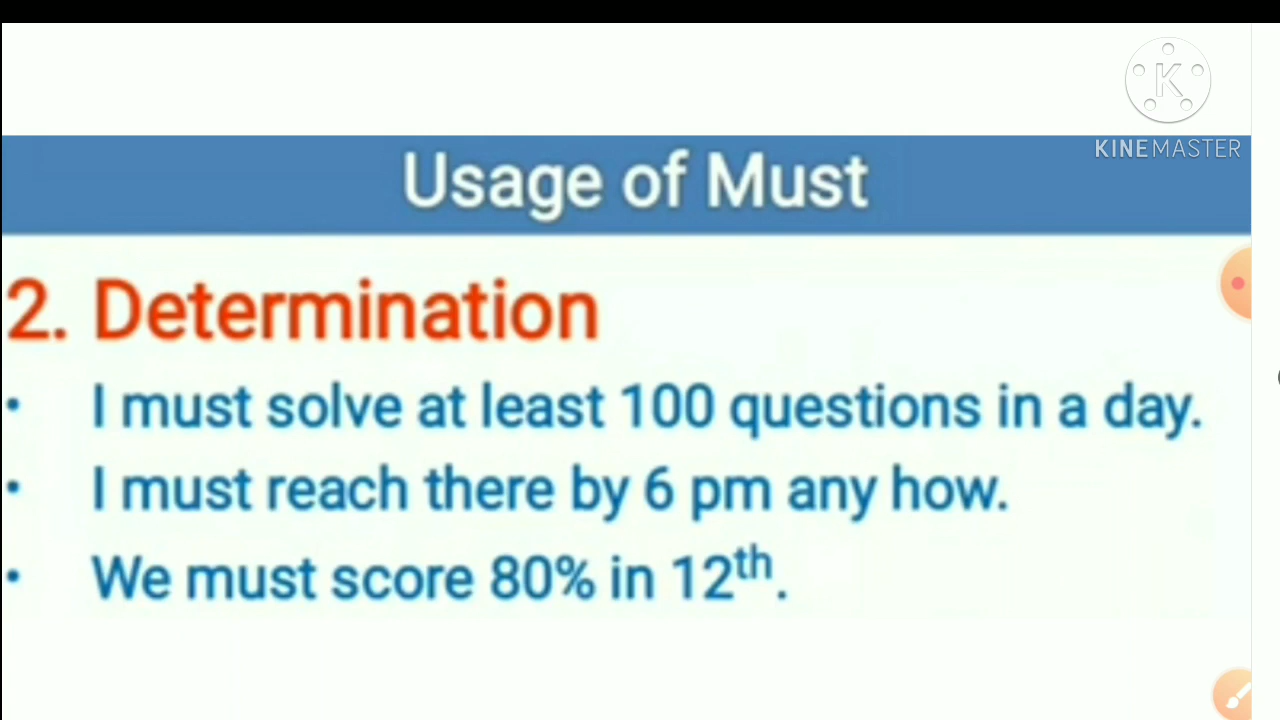 KINEMASTER
Usage of Must
2. Determination
• I must solve at least 100 questions in a day.
• I must reach there by 6 pm any how.
• We must score 80% in 12th.